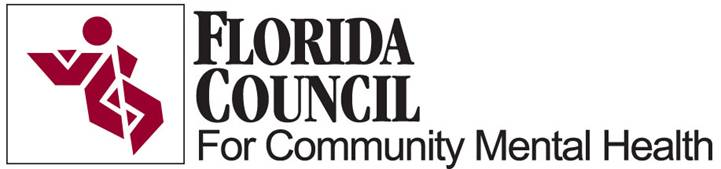 FLORIDA
COUNCIL
For Community Mental Health